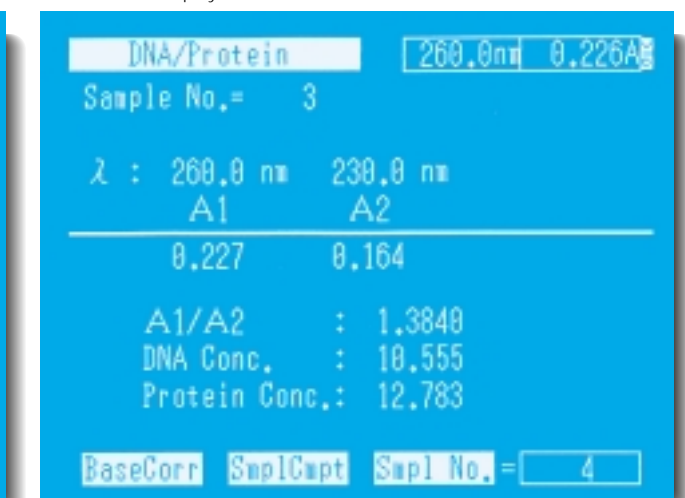 DNA/Protein 260.0nm 0.226A
Sample No.= 3
λ : 260.0 nm 230.0 nm
A1 A2
0.227 0.164
A1/A2 : 1.3840
DNA Conc. : 10.555
Protein Conc.: 12.783
BaseCorr SmplCmpt Smpl No.= 4